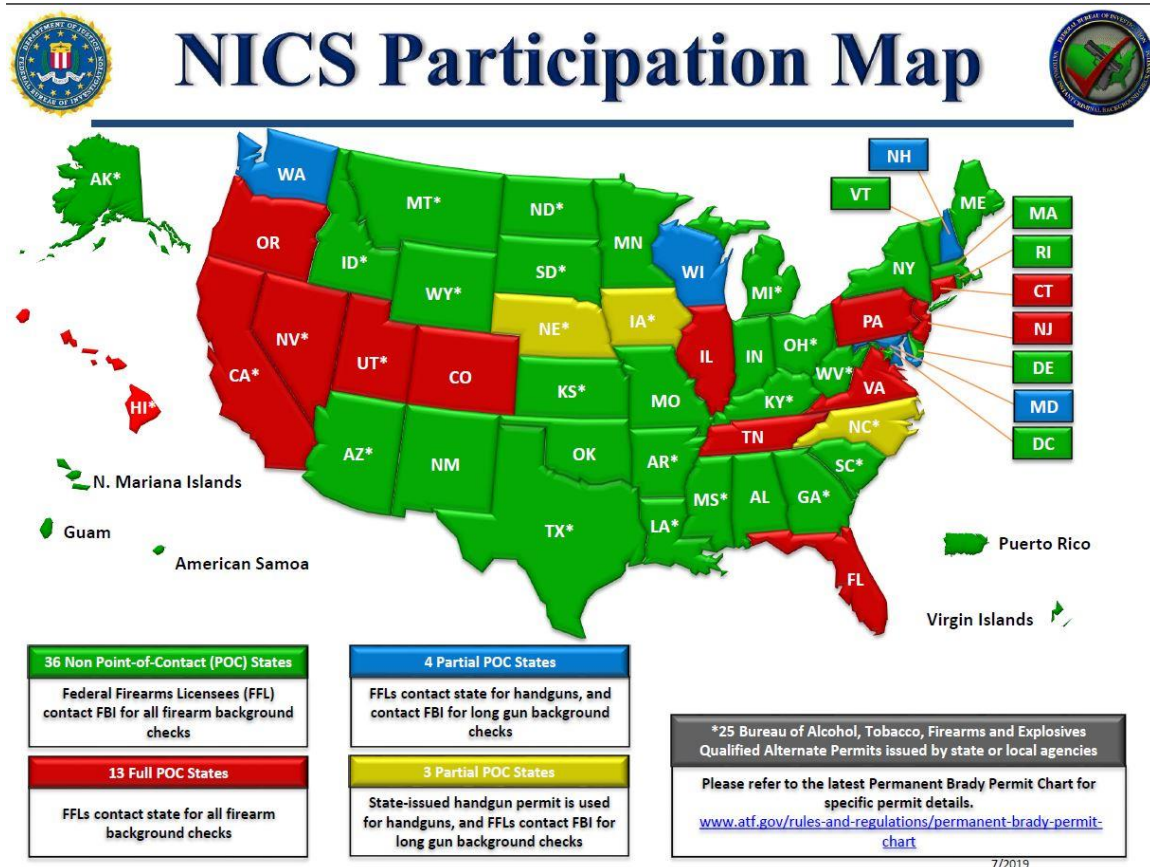 NICS Participation Map
AK*
WA
MT*
ND*
MN
OR
ID*
SD*
WY*
WI
MI*
NY
ME
NH
VT
MA
RI
CT
NJ
DE
MD
DC
NE*
IA*
PA
NV*
UT*
CO
CA*
IL
IN
OH*
WV*
VA
KS*
MO
KY*
HI*
TN
NC*
AZ*
NM
OK
AR*
SC*
MS*
AL
GA*
TX*
LA*
FL
N. Mariana Islands
Guam
American Samoa
Puerto Rico
Virgin Islands
36 Non Point-of-Contact (POC) States
Federal Firearms Licensees (FFL)
contact FBI for all firearm background
checks
4 Partial POC States
FFLs contact state for handguns, and
contact FBI for long gun background
checks
13 Full POC States
FFLs contact state for all firearm
background checks
3 Partial POC States
State-issued handgun permit is used
for handguns, and FFLs contact FBI for
long gun background checks
*25 Bureau of Alcohol, Tobacco, Firearms and Explosives
Qualified Alternate Permits issued by state or local agencies
Please refer to the latest Permanent Brady Permit Chart for
specific permit details.
www.atf.gov/rules-and-regulations/permanent-brady-permit-
chart
7/2019